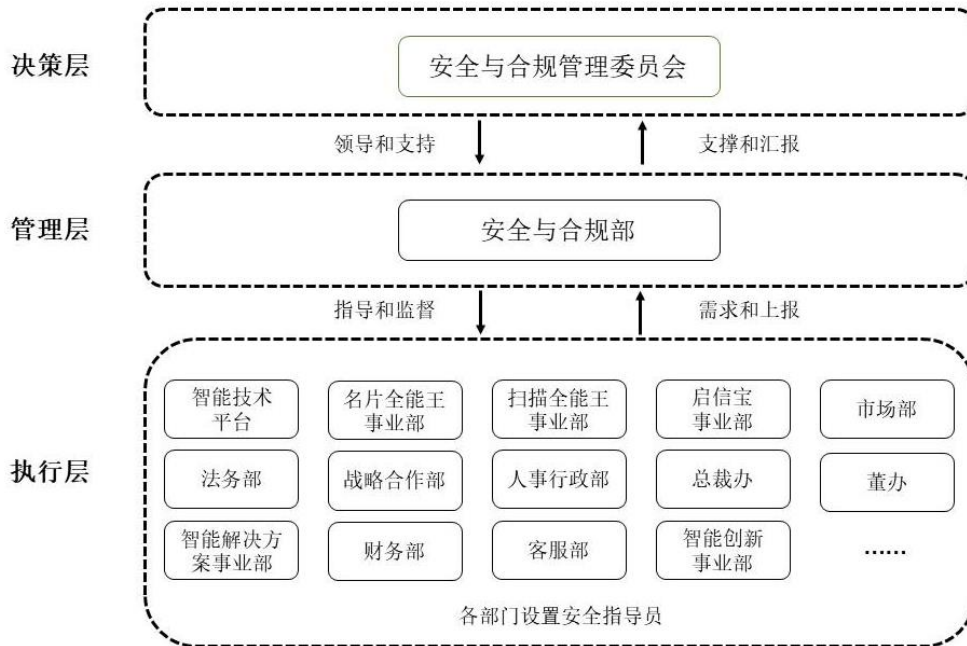 决策层
安全与合规管理委员会
领导和支持
支撑和汇报
管理层
安全与合规部
指导和监督
需求和上报
执行层
智能技术
平台
名片全能王
事业部
扫描全能王
事业部
启信宝
事业部
市场部
法务部
战略合作部
人事行政部
总裁办
董办
智能解决方
案事业部
财务部
客服部
智能创新
事业部
......
各部门设置安全指导员